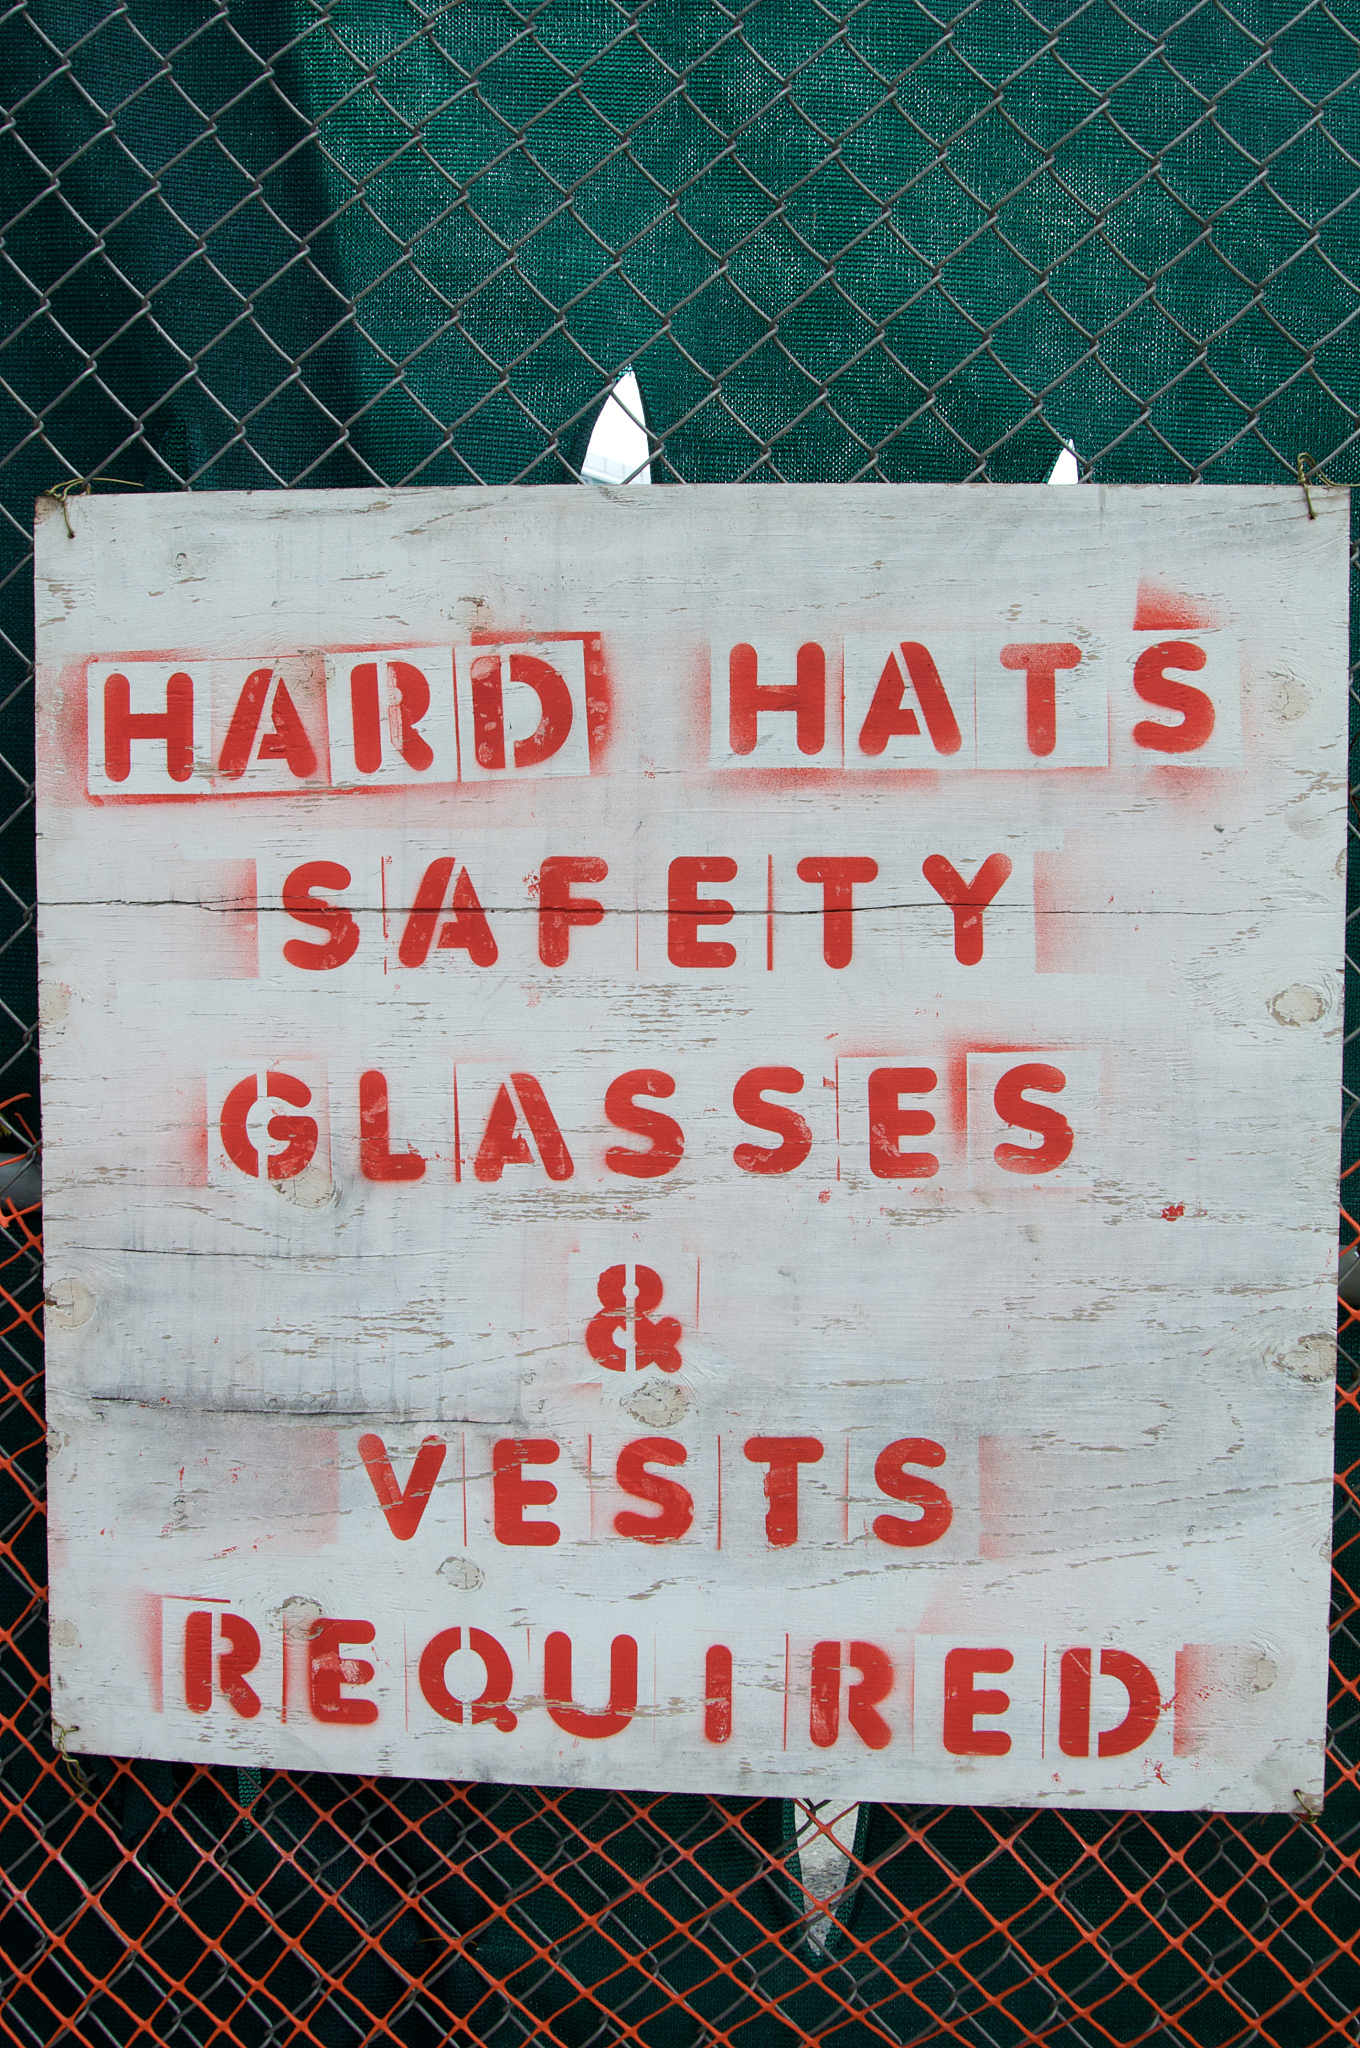 HARD HATS
SAFETY
GLASSES
&
VESTS
REQUIRED